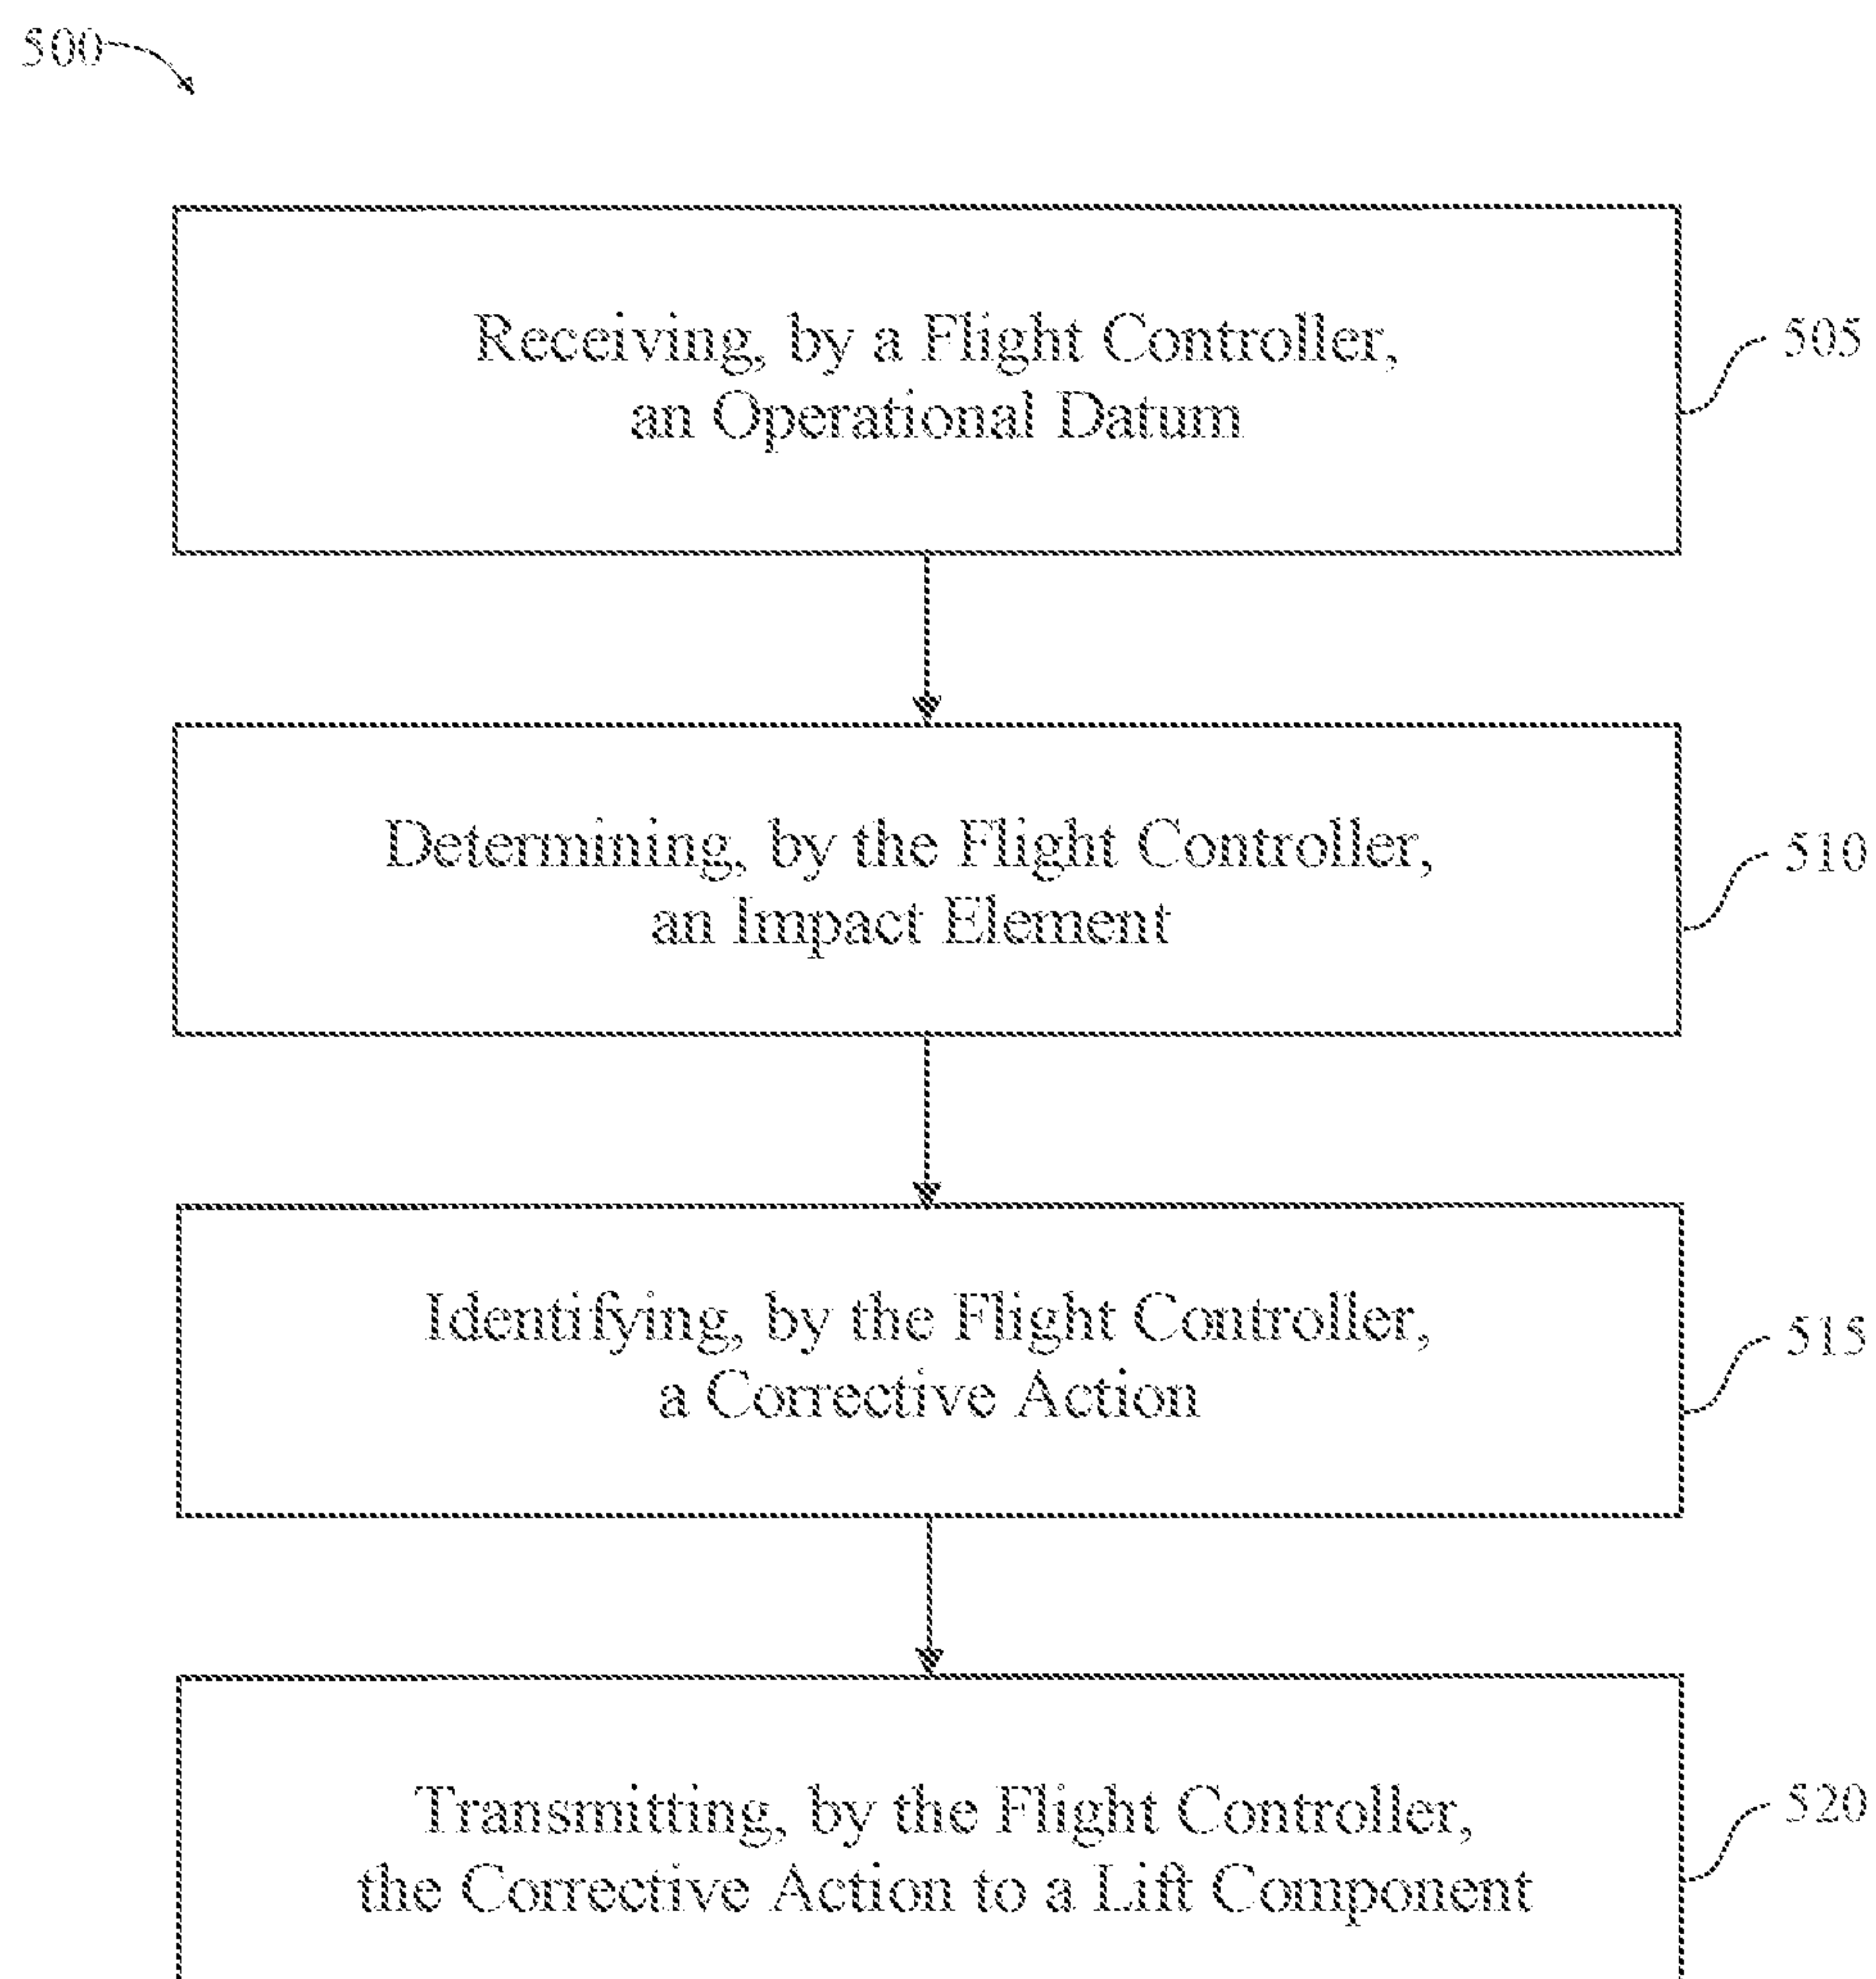 500
Receiving, by a Flight Controller,
an Operational Datum
505
Determining, by the Flight Controller,
an Impact Element
510
Identifying, by the Flight Controller,
a Corrective Action
515
Transmitting, by the Flight Controller,
the Corrective Action to a Lift Component
520